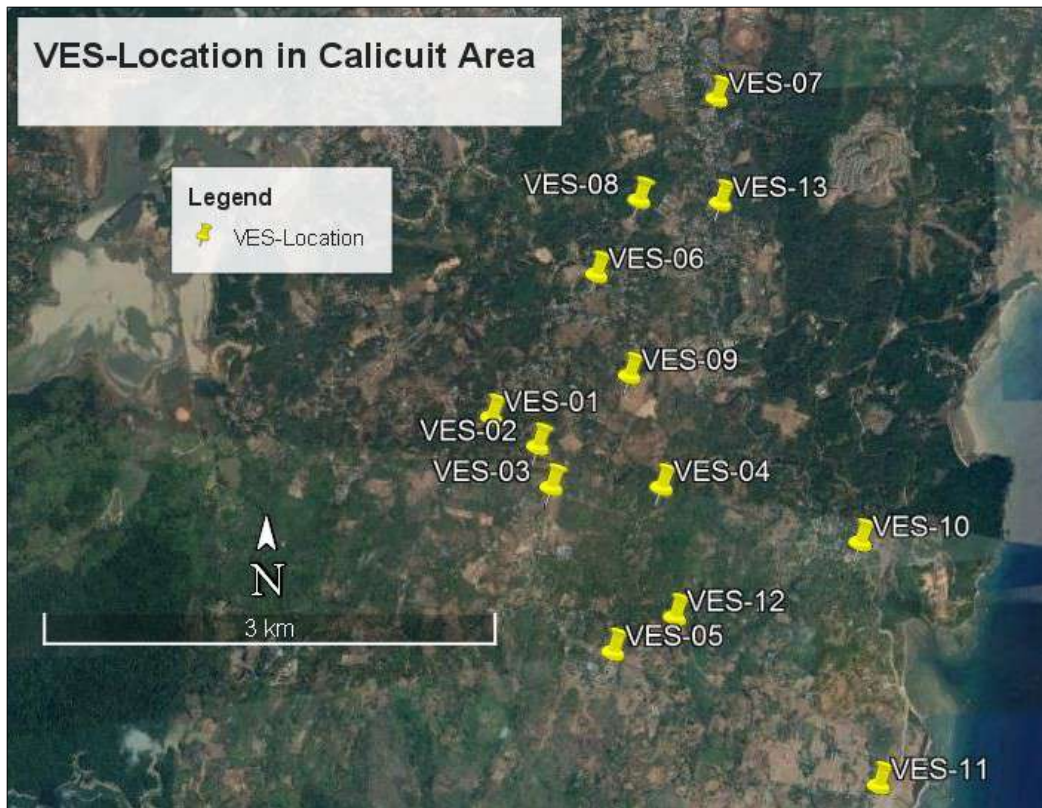 VES-Location in Calicuit Area
VES-07
VES-08
VES-13
Legend
VES-Location
VES-06
VES-09
VES-01
VES-02
VES-03
VES-04
VES-10
N
VES-12
3 km
VES-05
VES-11